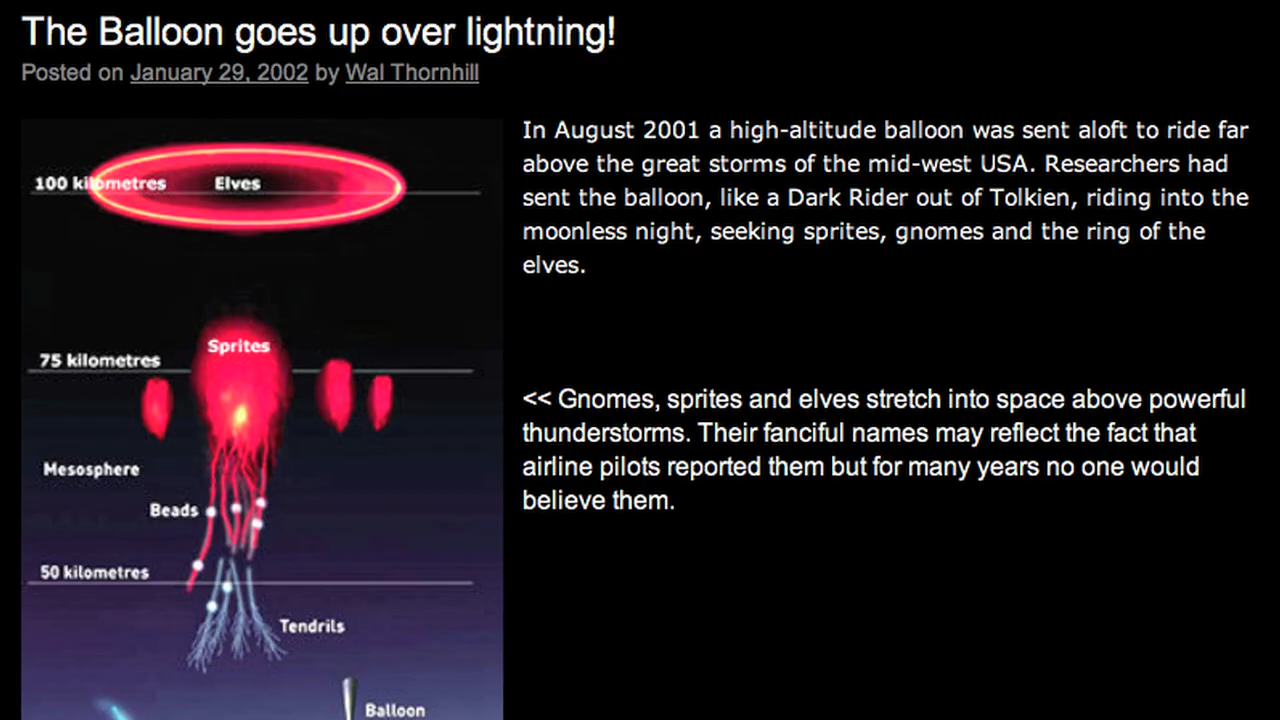 The Balloon goes up over lightning!
Posted on January 29, 2002 by Wal Thornhill
100 kilometres
Elves
Sprites
75 kilometres
Mesosphere
Beads
50 kilometres
Tendrils
Balloon
In August 2001 a high-altitude balloon was sent aloft to ride far
above the great storms of the mid-west USA. Researchers had
sent the balloon, like a Dark Rider out of Tolkien, riding into the
moonless night, seeking sprites, gnomes and the ring of the
elves.
<< Gnomes, sprites and elves stretch into space above powerful
thunderstorms. Their fanciful names may reflect the fact that
airline pilots reported them but for many years no one would
believe them.